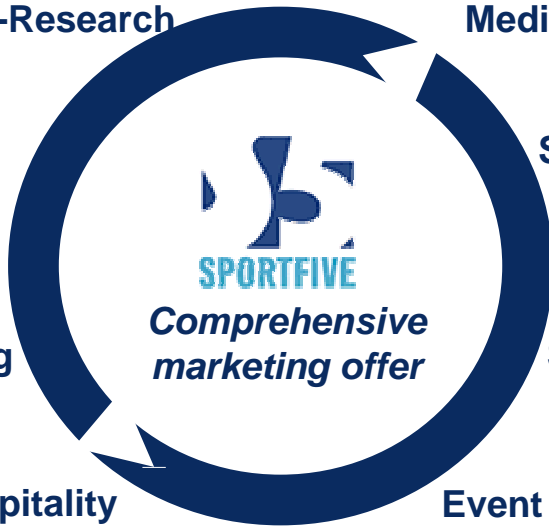 -Research
Medi
S
SPORTFIVE
Comprehensive
marketing offer
g
pitality
Event